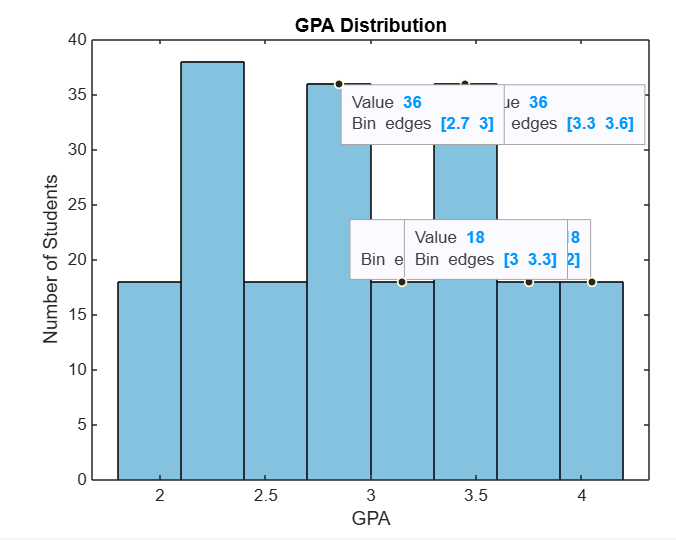 GPA Distribution
40
35
30
25
20
15
10
5
0
Number of Students
Value 36
Bin edges [2.7 3]
36
edges [3.3 3.6]
Value 18
Bin edges [3 3.3]
Bin
8
2]
2
2.5
3
3.5
4
GPA